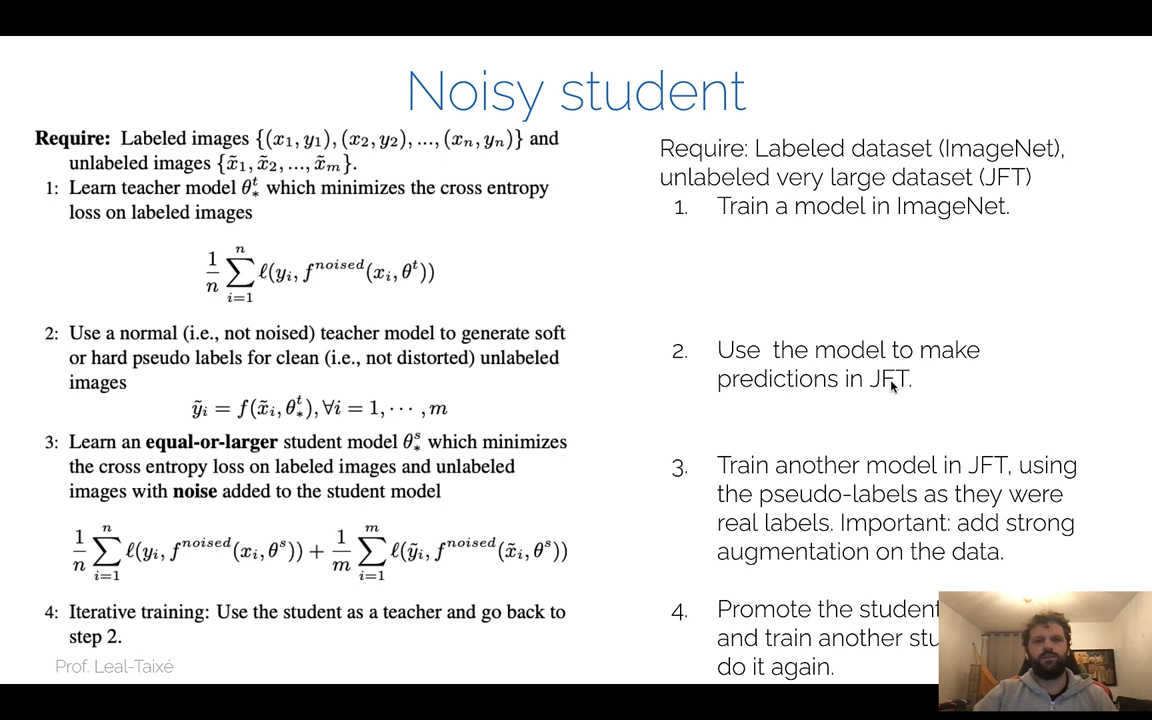 Noisy student
Require: Labeled images {(x₁, y₁), (x₂, y₂), ..., (xₙ, yₙ)} and
unlabeled images {x̃₁, x̃₂, ..., x̃ₘ}.
1: Learn teacher model θ₎ᵗ which minimizes the cross entropy
loss on labeled images
1/n ∑ᵢ₌₁ⁿ ℓ(yᵢ, fⁿᵒⁱˢᵉᵈ(xᵢ, θᵗ))
2: Use a normal (i.e., not noised) teacher model to generate soft
or hard pseudo labels for clean (i.e., not distorted) unlabeled
images
ỹᵢ = f(x̃ᵢ, θ₎ᵗ), ∀i = 1, ⋯ , m
3: Learn an equal-or-larger student model θ₎ˢ which minimizes
the cross entropy loss on labeled images and unlabeled
images with noise added to the student model
1/n ∑ᵢ₌₁ⁿ ℓ(yᵢ, fⁿᵒⁱˢᵉᵈ(xᵢ, θˢ)) + 1/m ∑ᵢ₌₁ᵐ ℓ(ỹᵢ, fⁿᵒⁱˢᵉᵈ(x̃ᵢ, θˢ))
4: Iterative training: Use the student as a teacher and go back to
step 2.
Prof. Leal-Taixé
Require: Labeled dataset (ImageNet),
unlabeled very large dataset (JFT)
1. Train a model in ImageNet.
2. Use the model to make
predictions in JFT.
3. Train another model in JFT, using
the pseudo-labels as they were
real labels. Important: add strong
augmentation on the data.
4. Promote the student
and train another
do it again.